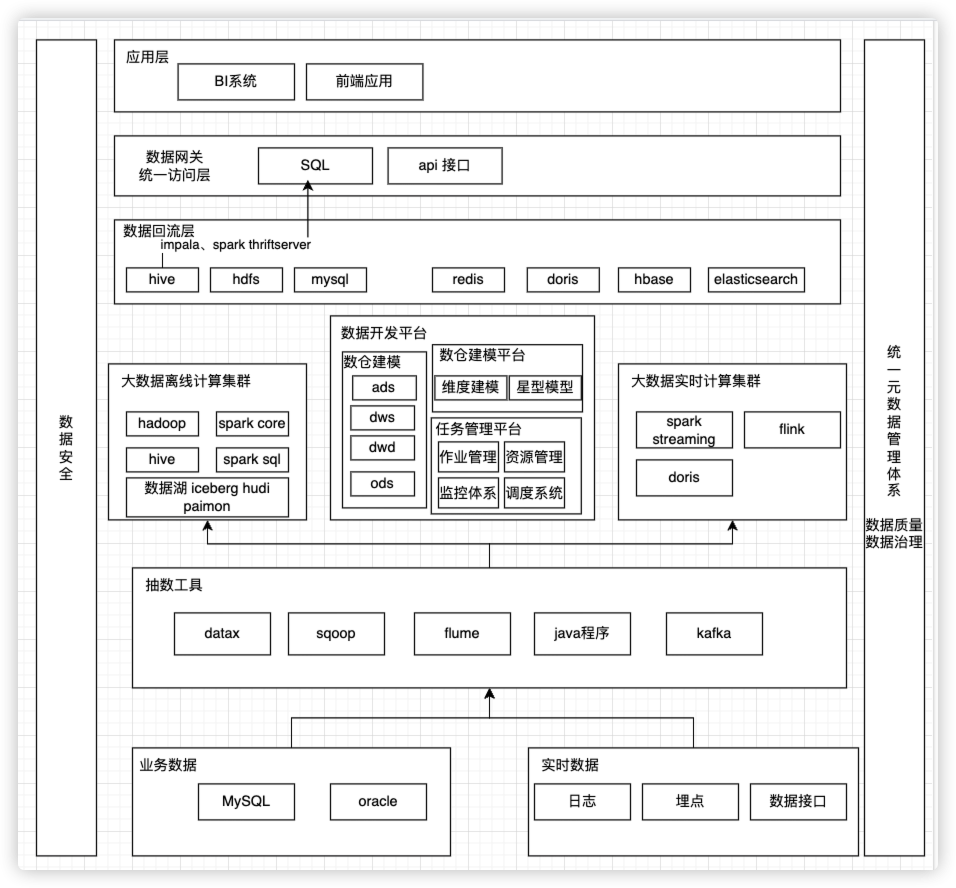 应用层
BI系统
前端应用
数据网关
统一访问层
SQL
api 接口
数据回流层
impala、spark thriftserver
hive
hdfs
mysql
redis
doris
hbase
elasticsearch
数据开发平台
数仓建模
ads
dws
dwd
ods
数仓建模平台
维度建模
星型模型
任务管理平台
作业管理
资源管理
监控体系
调度系统
大数据离线计算集群
hadoop
spark core
hive
spark sql
数据湖 iceberg hudi
paimon
大数据实时计算集群
spark
streaming
flink
doris
抽数工具
datax
sqoop
flume
java程序
kafka
业务数据
MySQL
oracle
实时数据
日志
埋点
数据接口
数据安全
统一元数据管理体系
数据质量
数据治理